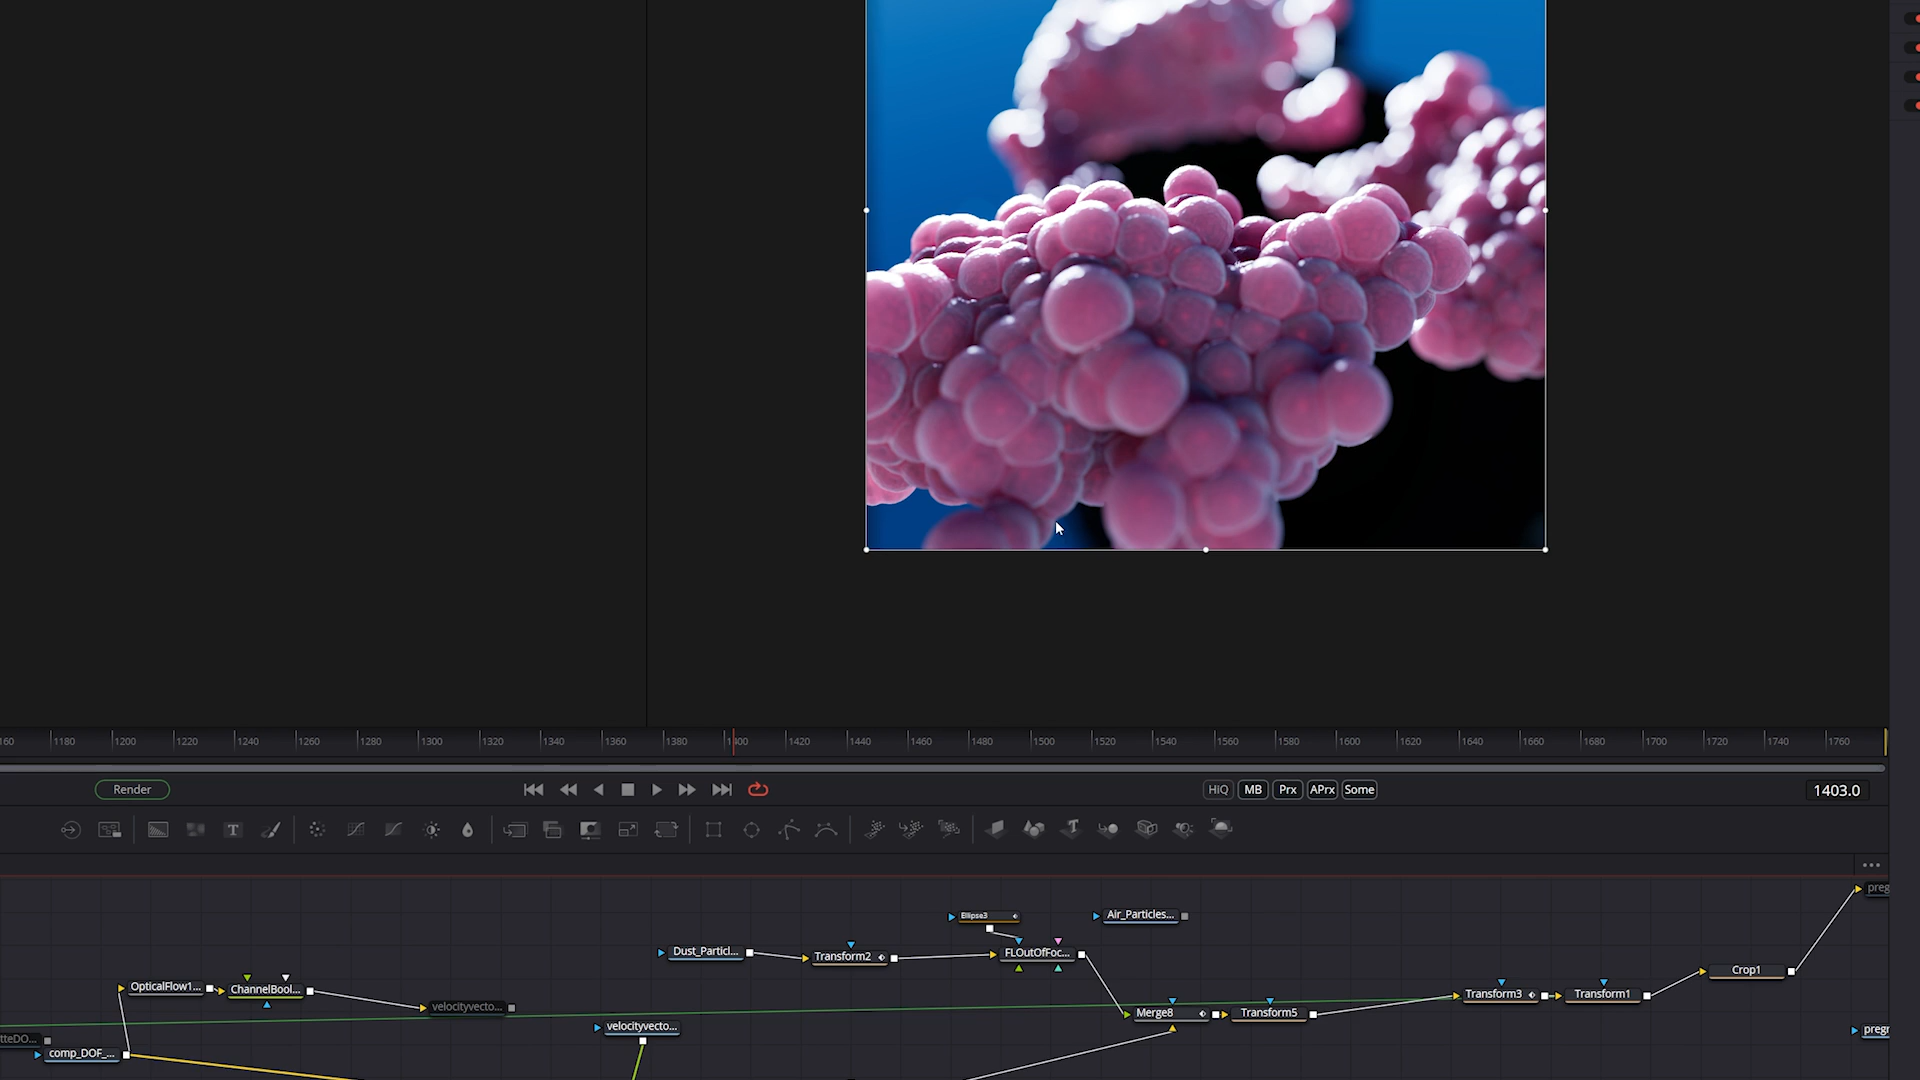 160 1180 1200 1220 1240 1260 1280 1300 1320 1340 1360 1380 1400 1420 1440 1460 1480 1500 1520 1540 1560 1580 1600 1620 1640 1660 1680 1700 1720 1740 1760
Render HiQ MB Prx APrx Some 1403.0
T
preg
Ellipse3 Air_Particles...
Dust_Particl... Transform2 FLOutOfFoc...
Crop1
OpticalFlow1... ChannelBool... Transform3 Transform1
velocityvecto... Merge8 Transform5
velocityvecto... pregr
tteDO...
comp_DOF_...